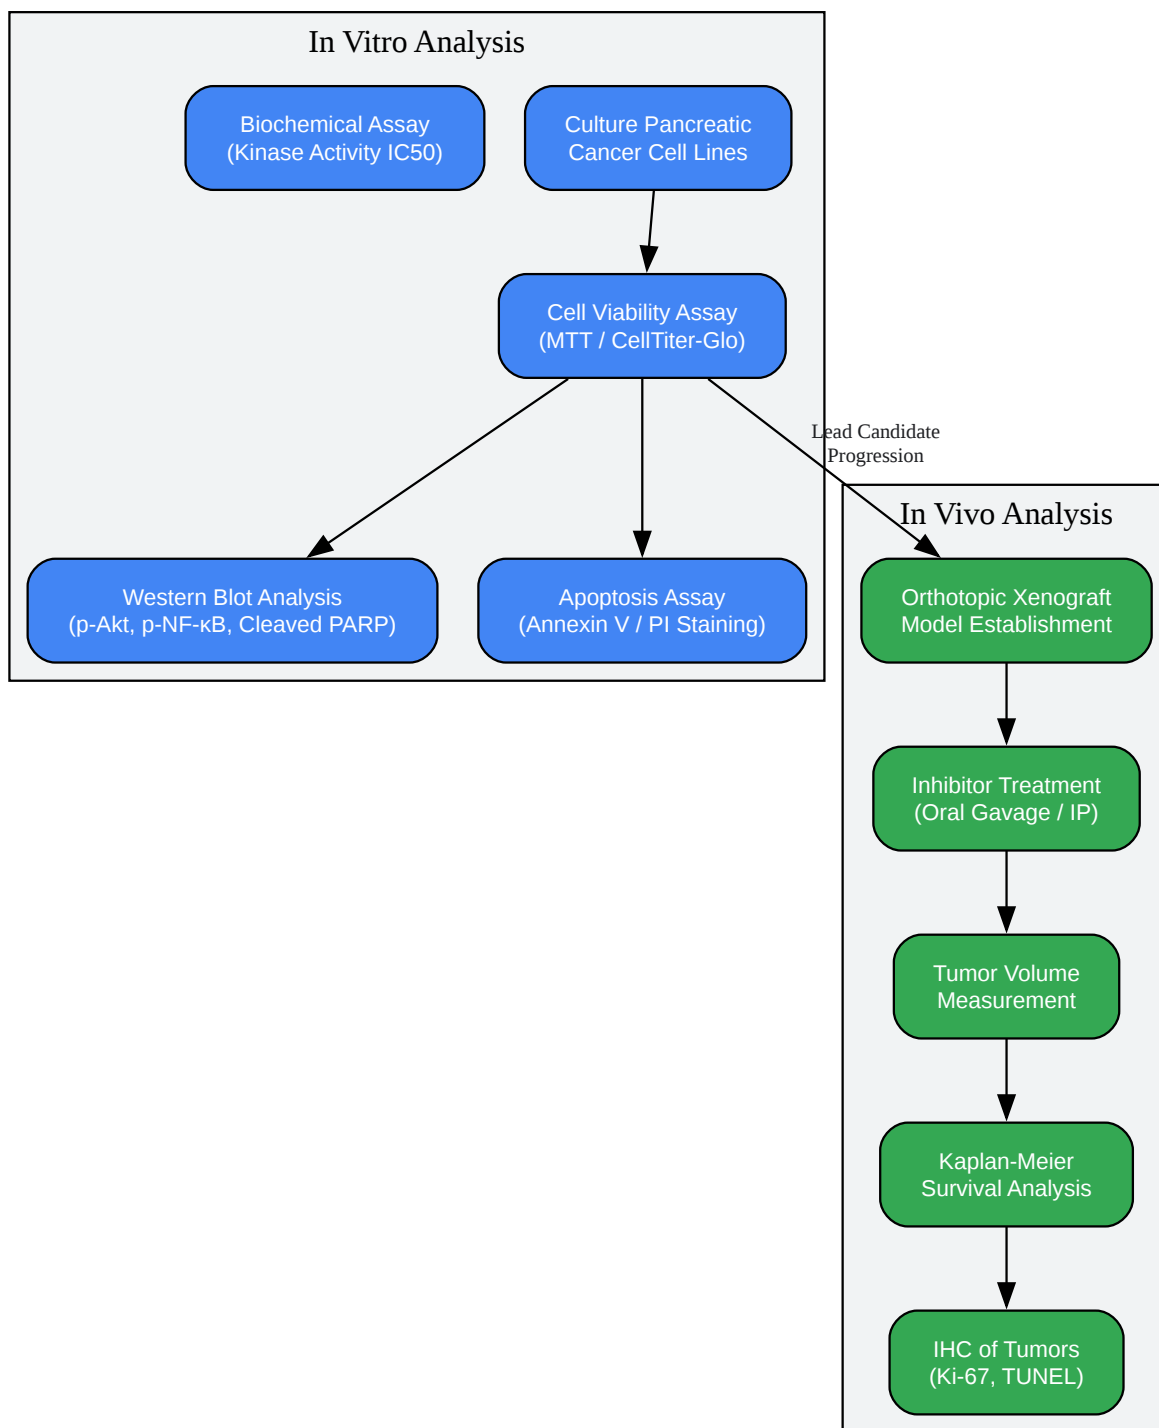 In Vitro Analysis
Biochemical Assay
(Kinase Activity IC50)
Culture Pancreatic
Cancer Cell Lines
Cell Viability Assay
(MTT / CellTiter-Glo)
Lead Candidate
Progression
Western Blot Analysis
(p-Akt, p-NF-κB, Cleaved PARP)
Apoptosis Assay
(Annexin V / PI Staining)
In Vivo Analysis
Orthotopic Xenograft
Model Establishment
Inhibitor Treatment
(Oral Gavage / IP)
Tumor Volume
Measurement
Kaplan-Meier
Survival Analysis
IHC of Tumors
(Ki-67, TUNEL)